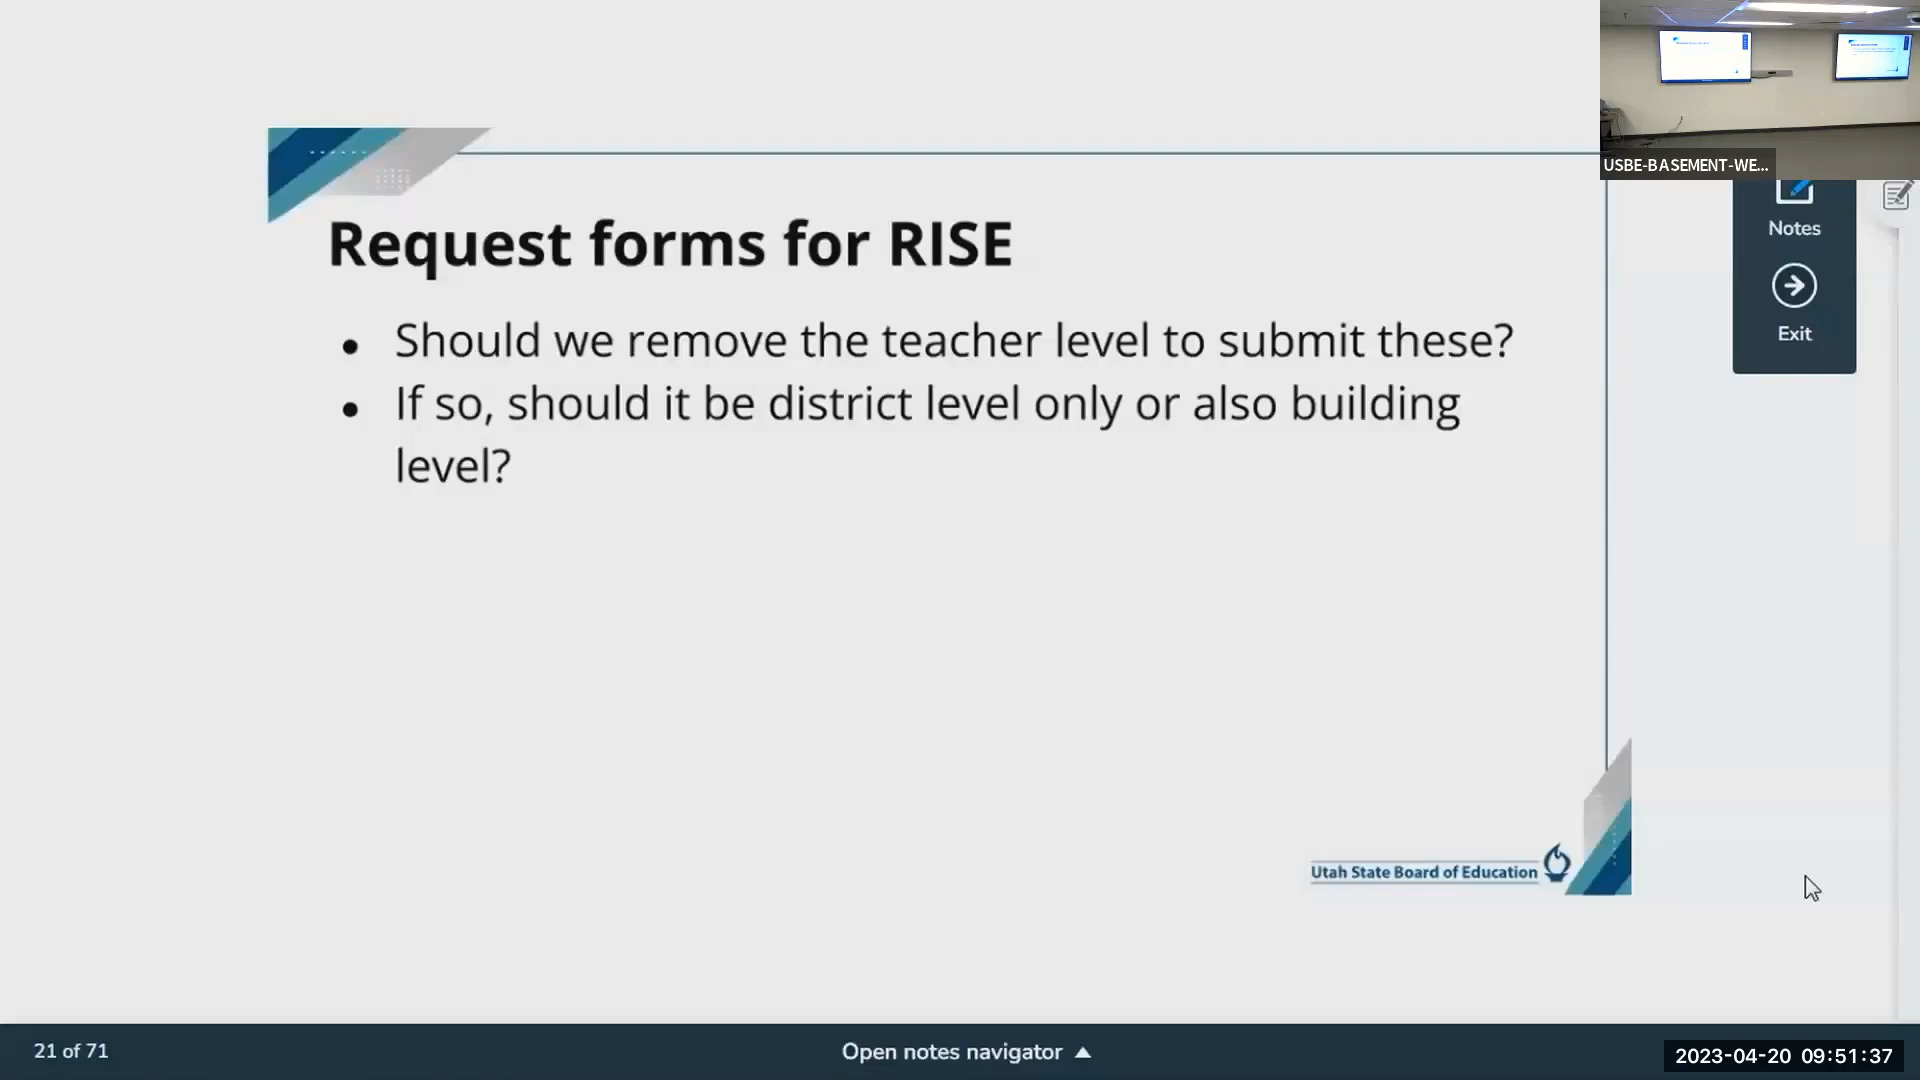 USBE-BASEMENT-WE...
Notes
Exit
Request forms for RISE
● Should we remove the teacher level to submit these?
● If so, should it be district level only or also building
level?
Utah State Board of Education
21 of 71
Open notes navigator ▲
2023-04-20 09:51:37